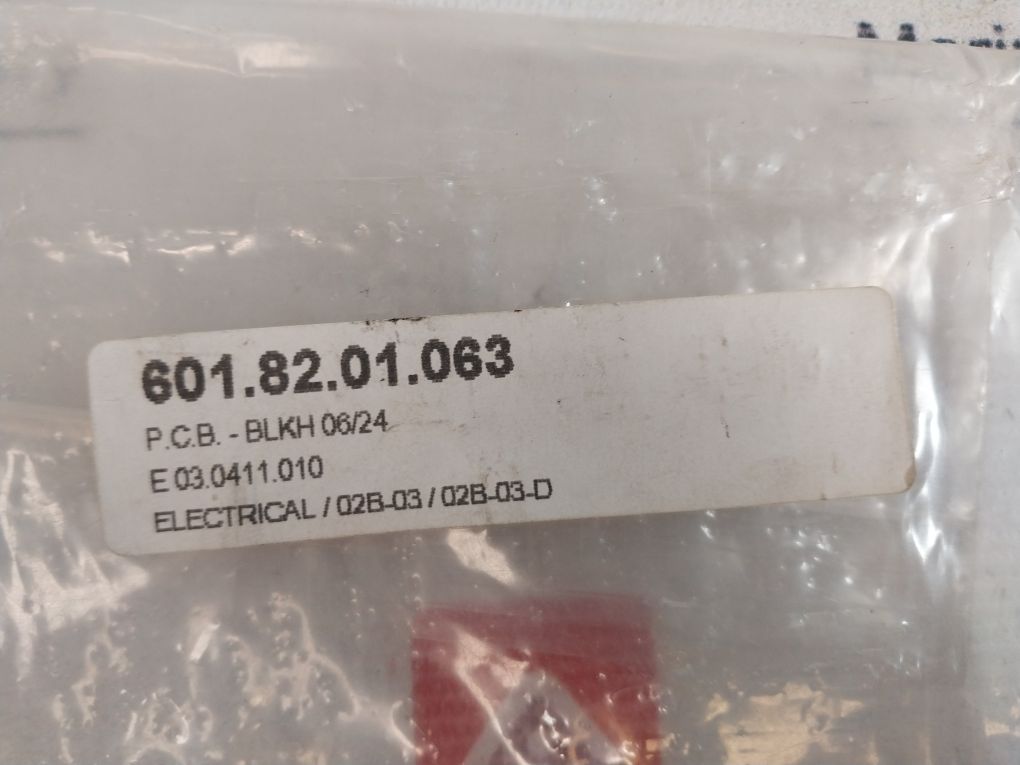 601.82.01.063
P.C.B. - BLKH 06/24
E 03.0411.010
ELECTRICAL / 02B-03 / 02B-03-D